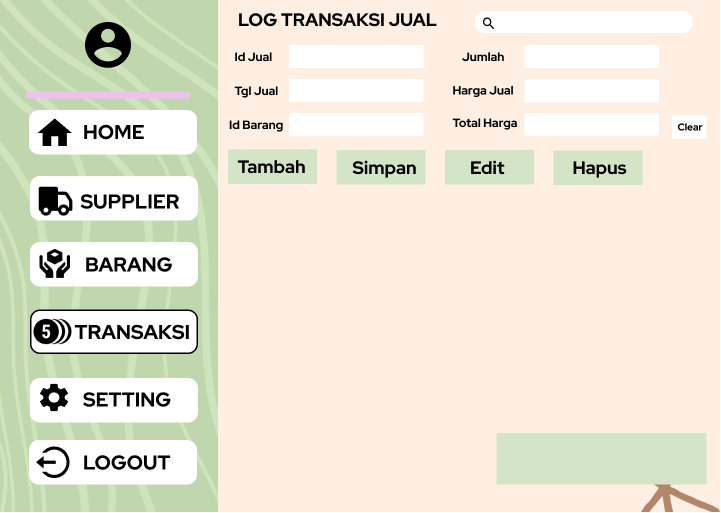 LOG TRANSAKSI JUAL
Id Jual
Jumlah
Tgl Jual
Harga Jual
Id Barang
Total Harga
Clear
Tambah
Simpan
Edit
Hapus
HOME
SUPPLIER
BARANG
5
TRANSAKSI
SETTING
LOGOUT